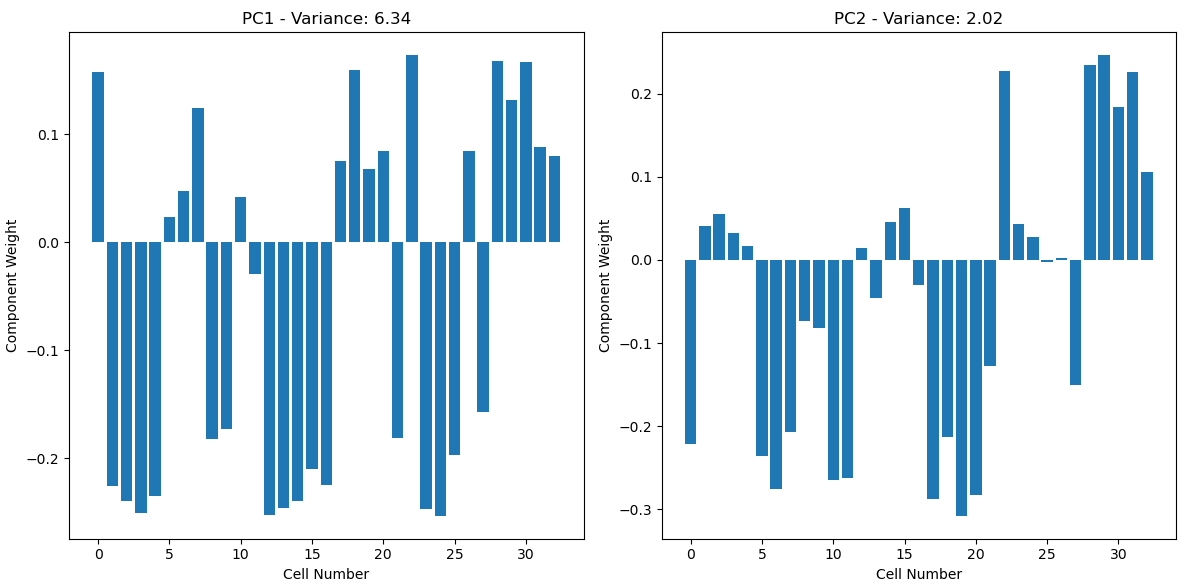 PC1 - Variance: 6.34
Component Weight
0.1
0.0
−0.1
−0.2
0 5 10 15 20 25 30
Cell Number
PC2 - Variance: 2.02
Component Weight
0.2
0.1
0.0
−0.1
−0.2
−0.3
0 5 10 15 20 25 30
Cell Number